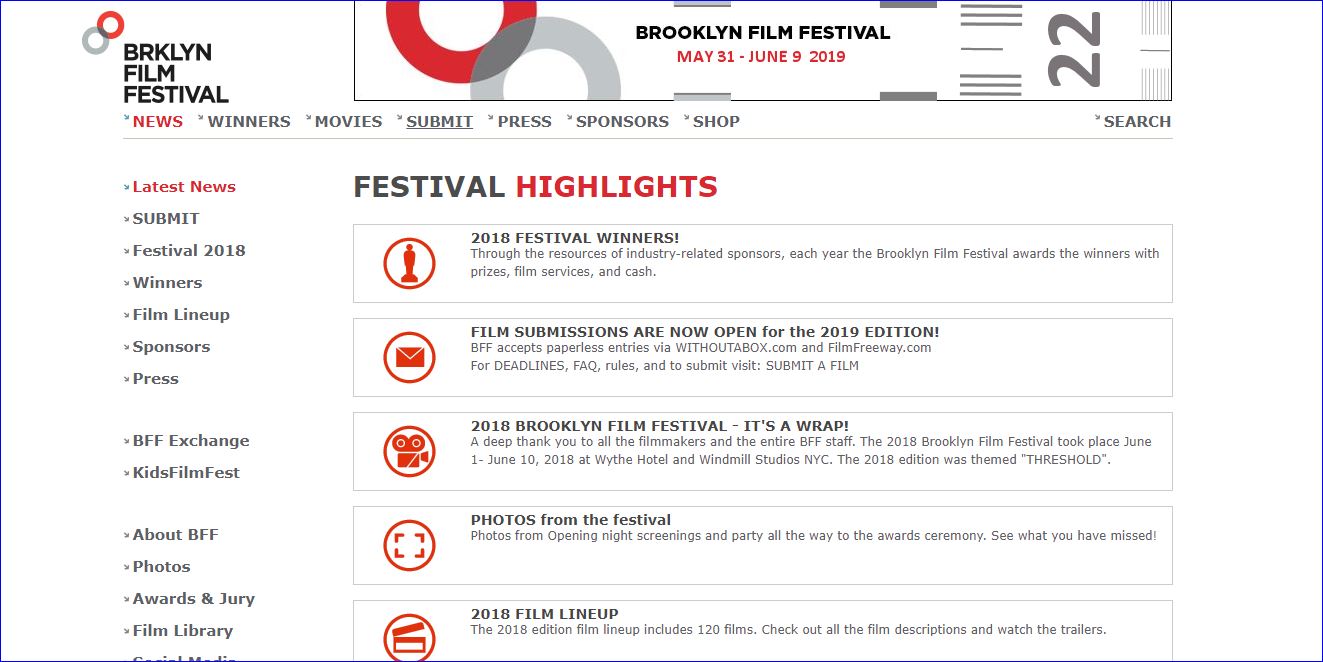 BRKLYN
FILM
FESTIVAL
BROOKLYN FILM FESTIVAL
MAY 31 - JUNE 9 2019
22
NEWS WINNERS MOVIES SUBMIT PRESS SPONSORS SHOP SEARCH
Latest News
SUBMIT
Festival 2018
Winners
Film Lineup
Sponsors
Press
BFF Exchange
KidsFilmFest
About BFF
Photos
Awards & Jury
Film Library
Social Media
FESTIVAL HIGHLIGHTS
2018 FESTIVAL WINNERS!
Through the resources of industry-related sponsors, each year the Brooklyn Film Festival awards the winners with
prizes, film services, and cash.
FILM SUBMISSIONS ARE NOW OPEN for the 2019 EDITION!
BFF accepts paperless entries via WITHOUTABOX.com and FilmFreeway.com
For DEADLINES, FAQ, rules, and to submit visit: SUBMIT A FILM
2018 BROOKLYN FILM FESTIVAL - IT'S A WRAP!
A deep thank you to all the filmmakers and the entire BFF staff. The 2018 Brooklyn Film Festival took place June
1- June 10, 2018 at Wythe Hotel and Windmill Studios NYC. The 2018 edition was themed "THRESHOLD".
PHOTOS from the festival
Photos from Opening night screenings and party all the way to the awards ceremony. See what you have missed!
2018 FILM LINEUP
The 2018 edition film lineup includes 120 films. Check out all the film descriptions and watch the trailers.